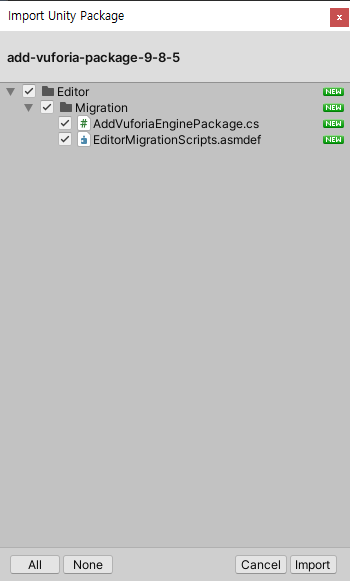 Import Unity Package
x
add-vuforia-package-9-8-5
Editor NEW
Migration NEW
# AddVuforiaEnginePackage.cs NEW
EditorMigrationScripts.asmdef NEW
All None Cancel Import